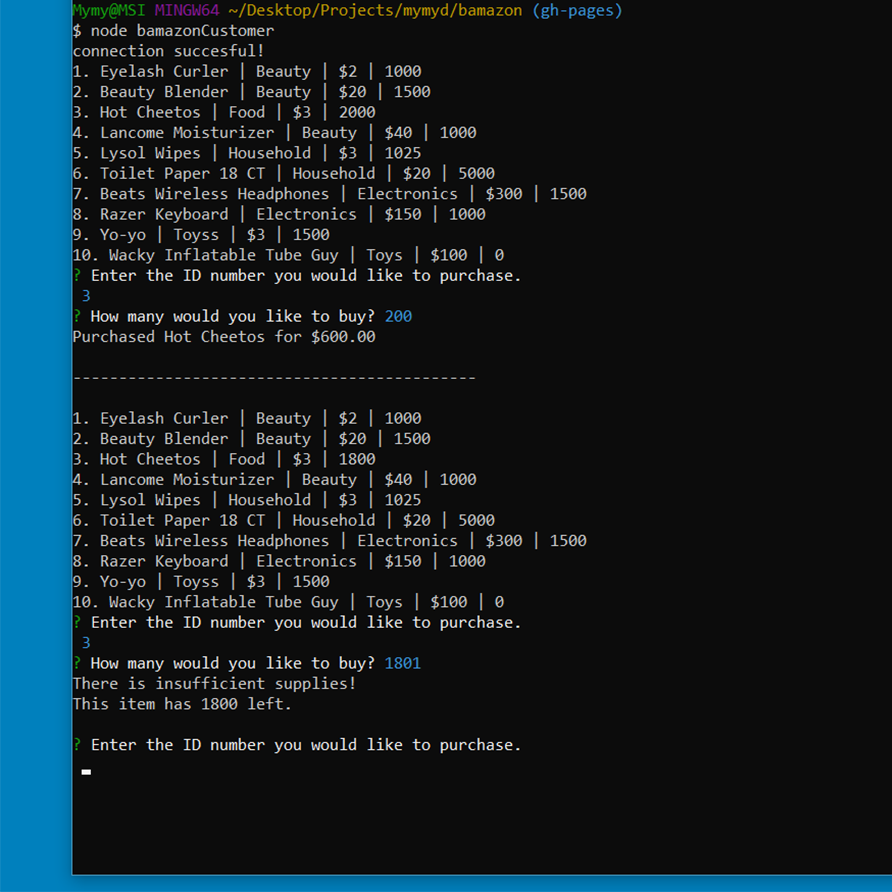 Mymy@MSI MINGW64 ~/Desktop/Projects/mymyd/bamazon (gh-pages)
$ node bamazonCustomer
connection succesful!
1. Eyelash Curler | Beauty | $2 | 1000
2. Beauty Blender | Beauty | $20 | 1500
3. Hot Cheetos | Food | $3 | 2000
4. Lancome Moisturizer | Beauty | $40 | 1000
5. Lysol Wipes | Household | $3 | 1025
6. Toilet Paper 18 CT | Household | $20 | 5000
7. Beats Wireless Headphones | Electronics | $300 | 1500
8. Razer Keyboard | Electronics | $150 | 1000
9. Yo-yo | Toyss | $3 | 1500
10. Wacky Inflatable Tube Guy | Toys | $100 | 0
? Enter the ID number you would like to purchase.
3
? How many would you like to buy? 200
Purchased Hot Cheetos for $600.00
--------------------------------------------
1. Eyelash Curler | Beauty | $2 | 1000
2. Beauty Blender | Beauty | $20 | 1500
3. Hot Cheetos | Food | $3 | 1800
4. Lancome Moisturizer | Beauty | $40 | 1000
5. Lysol Wipes | Household | $3 | 1025
6. Toilet Paper 18 CT | Household | $20 | 5000
7. Beats Wireless Headphones | Electronics | $300 | 1500
8. Razer Keyboard | Electronics | $150 | 1000
9. Yo-yo | Toyss | $3 | 1500
10. Wacky Inflatable Tube Guy | Toys | $100 | 0
? Enter the ID number you would like to purchase.
3
? How many would you like to buy? 1801
There is insufficient supplies!
This item has 1800 left.
? Enter the ID number you would like to purchase.